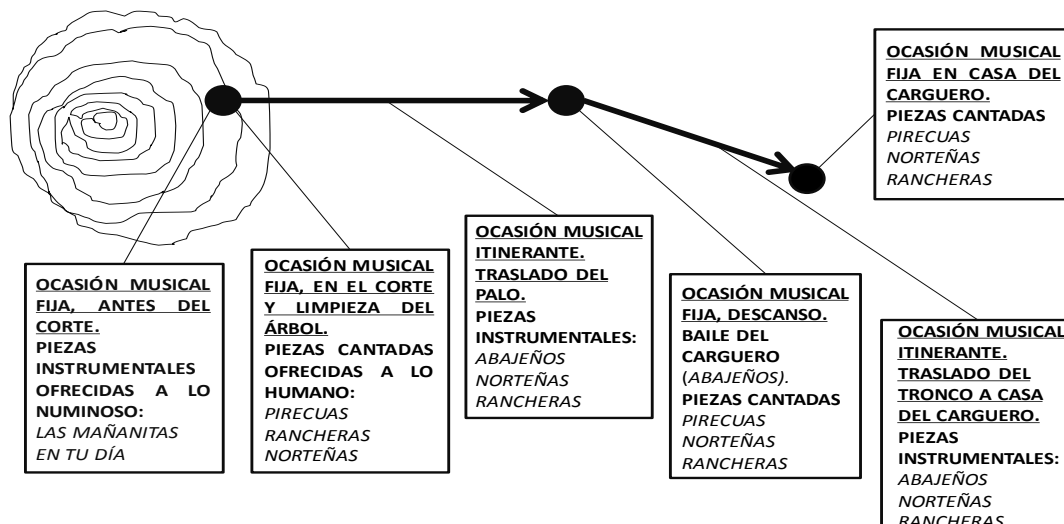 OCASIÓN MUSICAL
FIJA, ANTES DEL
CORTE.
PIEZAS
INSTRUMENTALES
OFRECIDAS A LO
NUMINOSO:
LAS MAÑANITAS
EN TU DÍA
OCASIÓN MUSICAL
FIJA, EN EL CORTE
Y LIMPIEZA DEL
ÁRBOL.
PIEZAS CANTADAS
OFRECIDAS A LO
HUMANO:
PIRECUAS
RANCHERAS
NORTEÑAS
OCASIÓN MUSICAL
ITINERANTE.
TRASLADO DEL
PALO.
PIEZAS
INSTRUMENTALES:
ABAJEÑOS
NORTEÑAS
RANCHERAS
OCASIÓN MUSICAL
FIJA, DESCANSO.
BAILE DEL
CARGUERO
(ABAJEÑOS).
PIEZAS CANTADAS
PIRECUAS
NORTEÑAS
RANCHERAS
OCASIÓN MUSICAL
ITINERANTE.
TRASLADO DEL
TRONCO A CASA
DEL CARGUERO.
PIEZAS
INSTRUMENTALES:
ABAJEÑOS
NORTEÑAS
RANCHERAS
OCASIÓN MUSICAL
FIJA EN CASA DEL
CARGUERO.
PIEZAS CANTADAS
PIRECUAS
NORTEÑAS
RANCHERAS